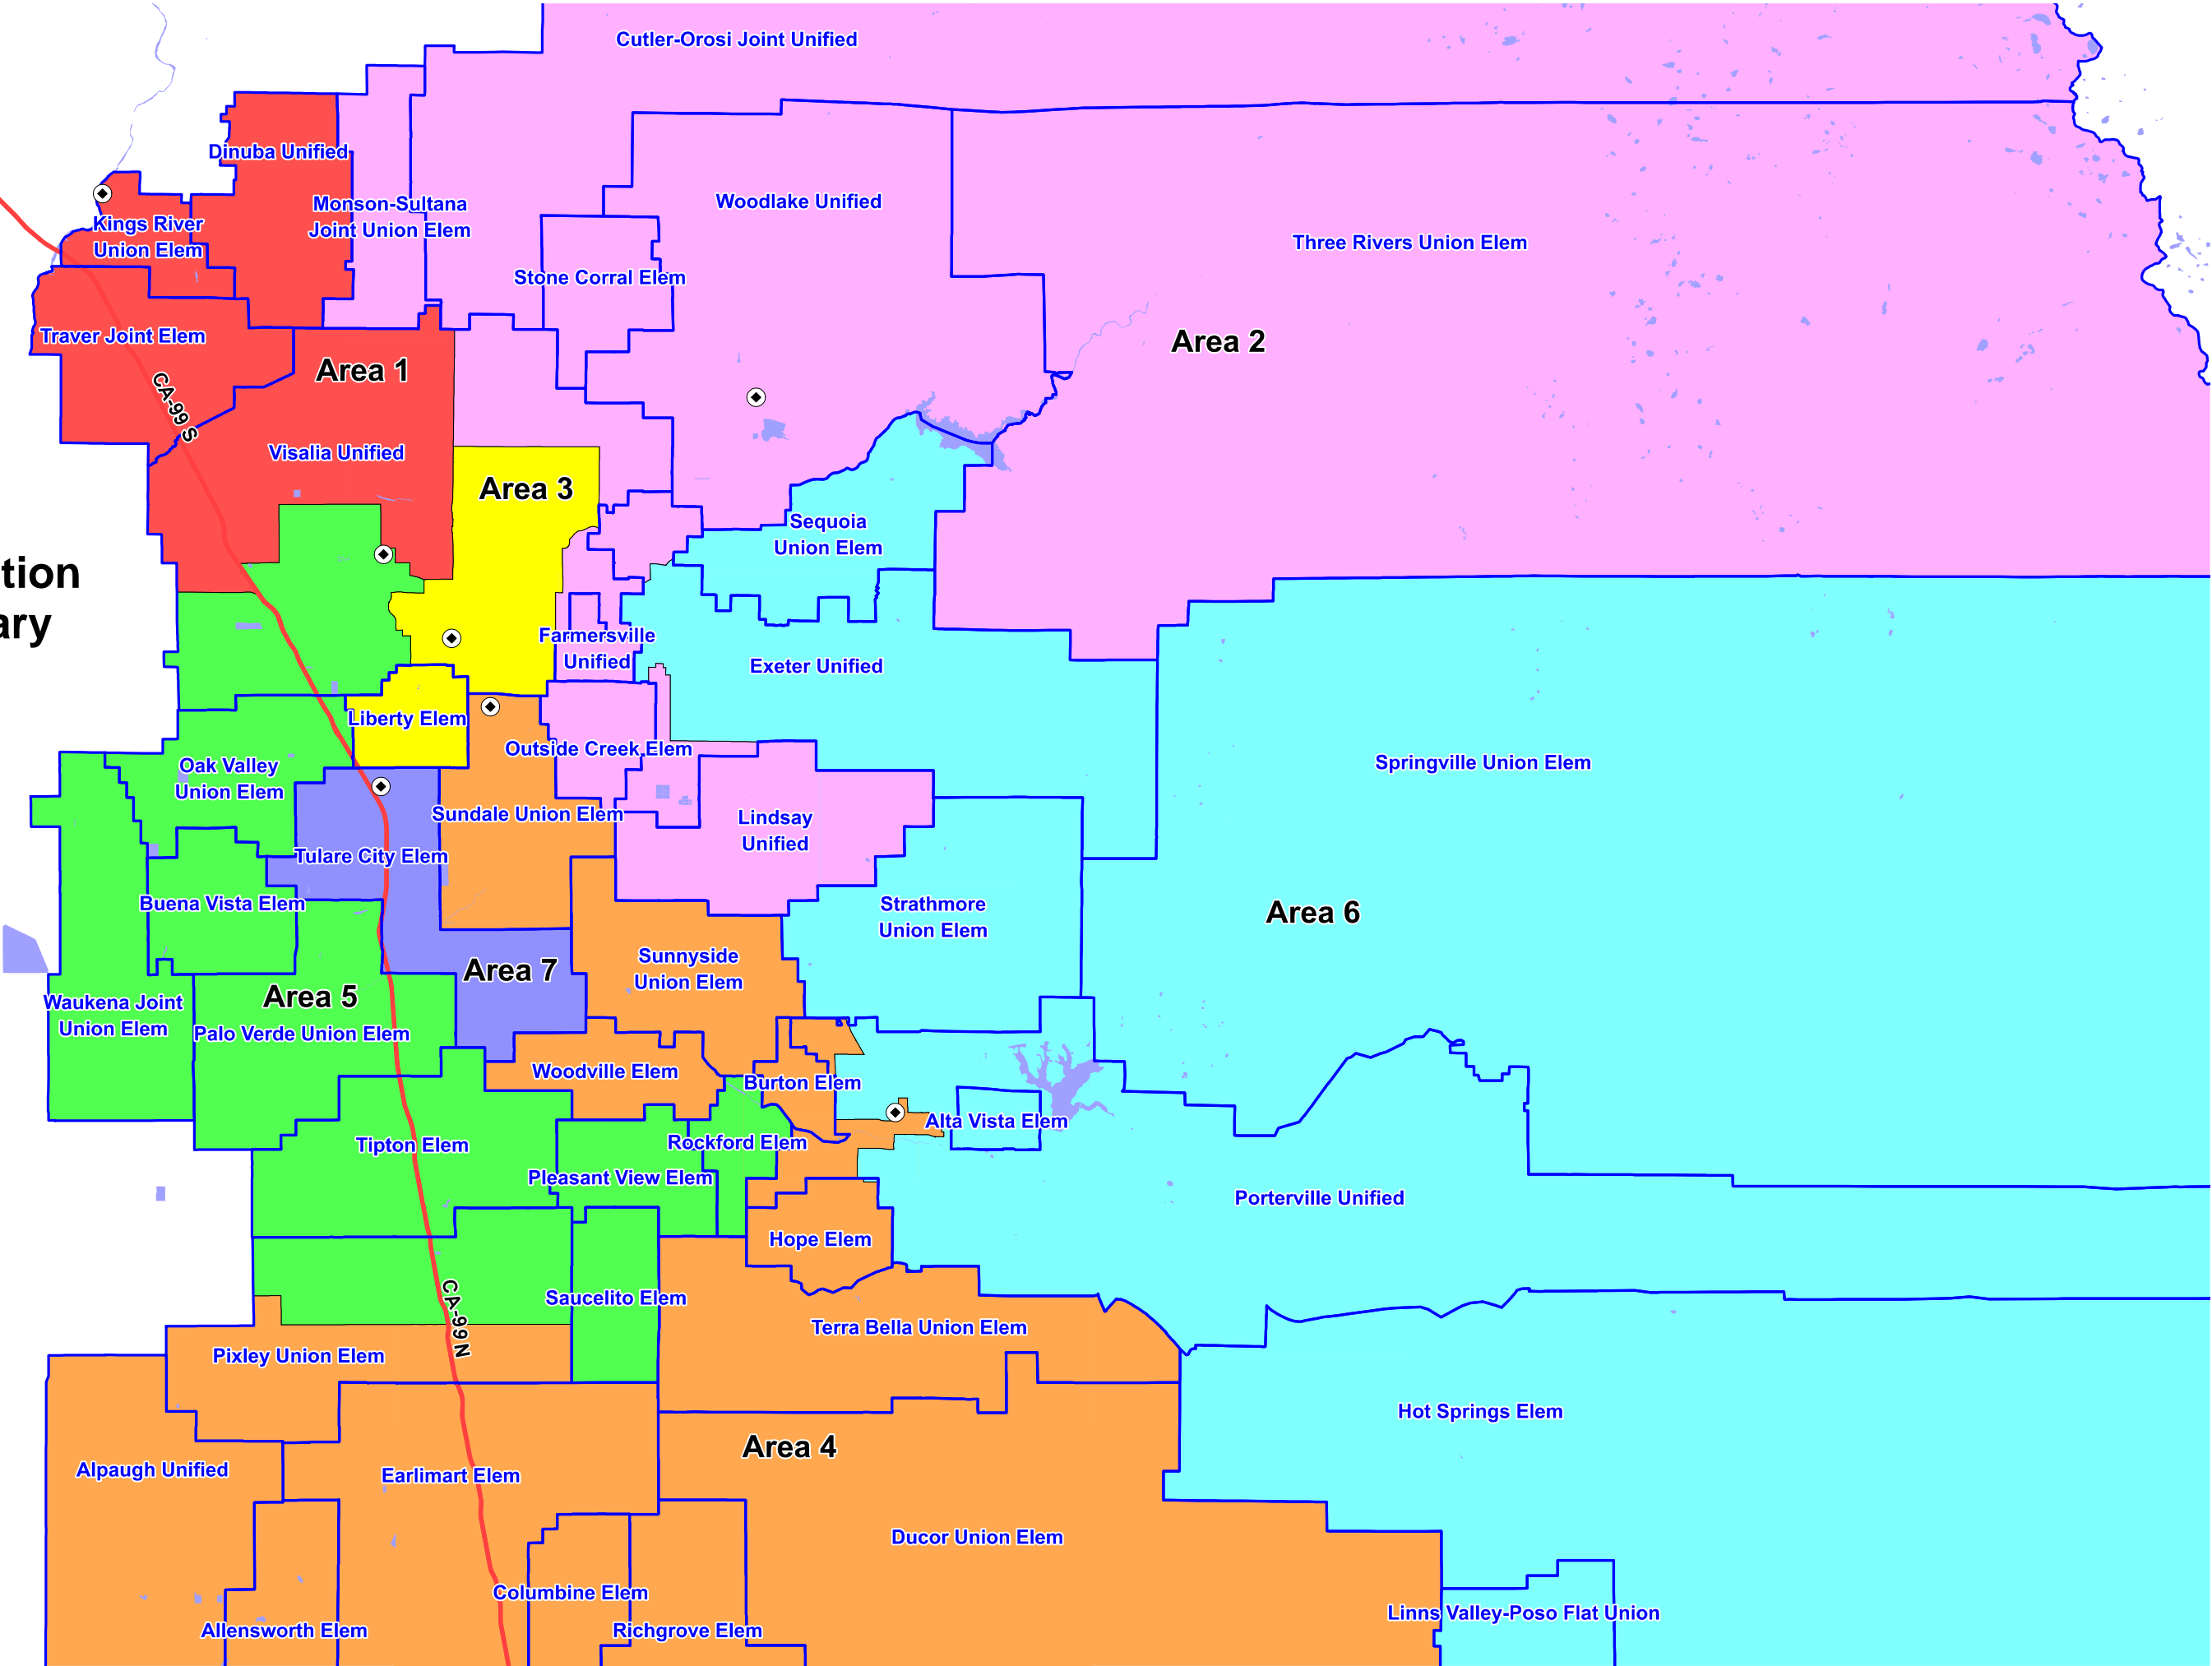 Cutler-Orosi Joint Unified
Dinuba Unified
Kings River
Union Elem
Monson-Sultana
Joint Union Elem
Woodlake Unified
Three Rivers Union Elem
Stone Corral Elem
Traver Joint Elem
Area 1
Area 2
CA-99 S
Visalia Unified
Area 3
Sequoia
Union Elem
tion
ary
Farmersville
Unified
Exeter Unified
Liberty Elem
Outside Creek Elem
Oak Valley
Union Elem
Springville Union Elem
Sundale Union Elem
Lindsay
Unified
Tulare City Elem
Buena Vista Elem
Strathmore
Union Elem
Area 6
Sunnyside
Union Elem
Area 7
Area 5
Waukena Joint
Union Elem
Palo Verde Union Elem
Woodville Elem
Burton Elem
Alta Vista Elem
Tipton Elem
Rockford Elem
Pleasant View Elem
Porterville Unified
Hope Elem
Saucelito Elem
CA-99 N
Terra Bella Union Elem
Pixley Union Elem
Hot Springs Elem
Area 4
Alpaugh Unified
Earlimart Elem
Ducor Union Elem
Columbine Elem
Linns Valley-Poso Flat Union
Allensworth Elem
Richgrove Elem